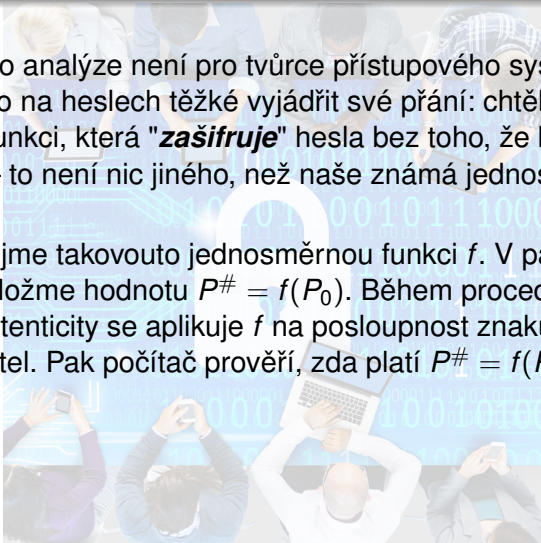 o analýze není pro tvůrce přístupového sys
o na heslech těžké vyjádřit své přání: chtěl
unkci, která "zašifruje" hesla bez toho, že
to není nic jiného, než naše známá jednos
jme takovouto jednosměrnou funkci f. V pa
ložme hodnotu P# = f(P0). Během proced
tenticity se aplikuje f na posloupnost znaků
tel. Pak počítač prověří, zda platí P# = f(P